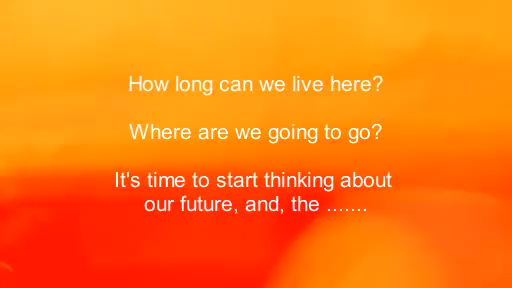 How long can we live here?
Where are we going to go?
It's time to start thinking about
our future, and, the .......